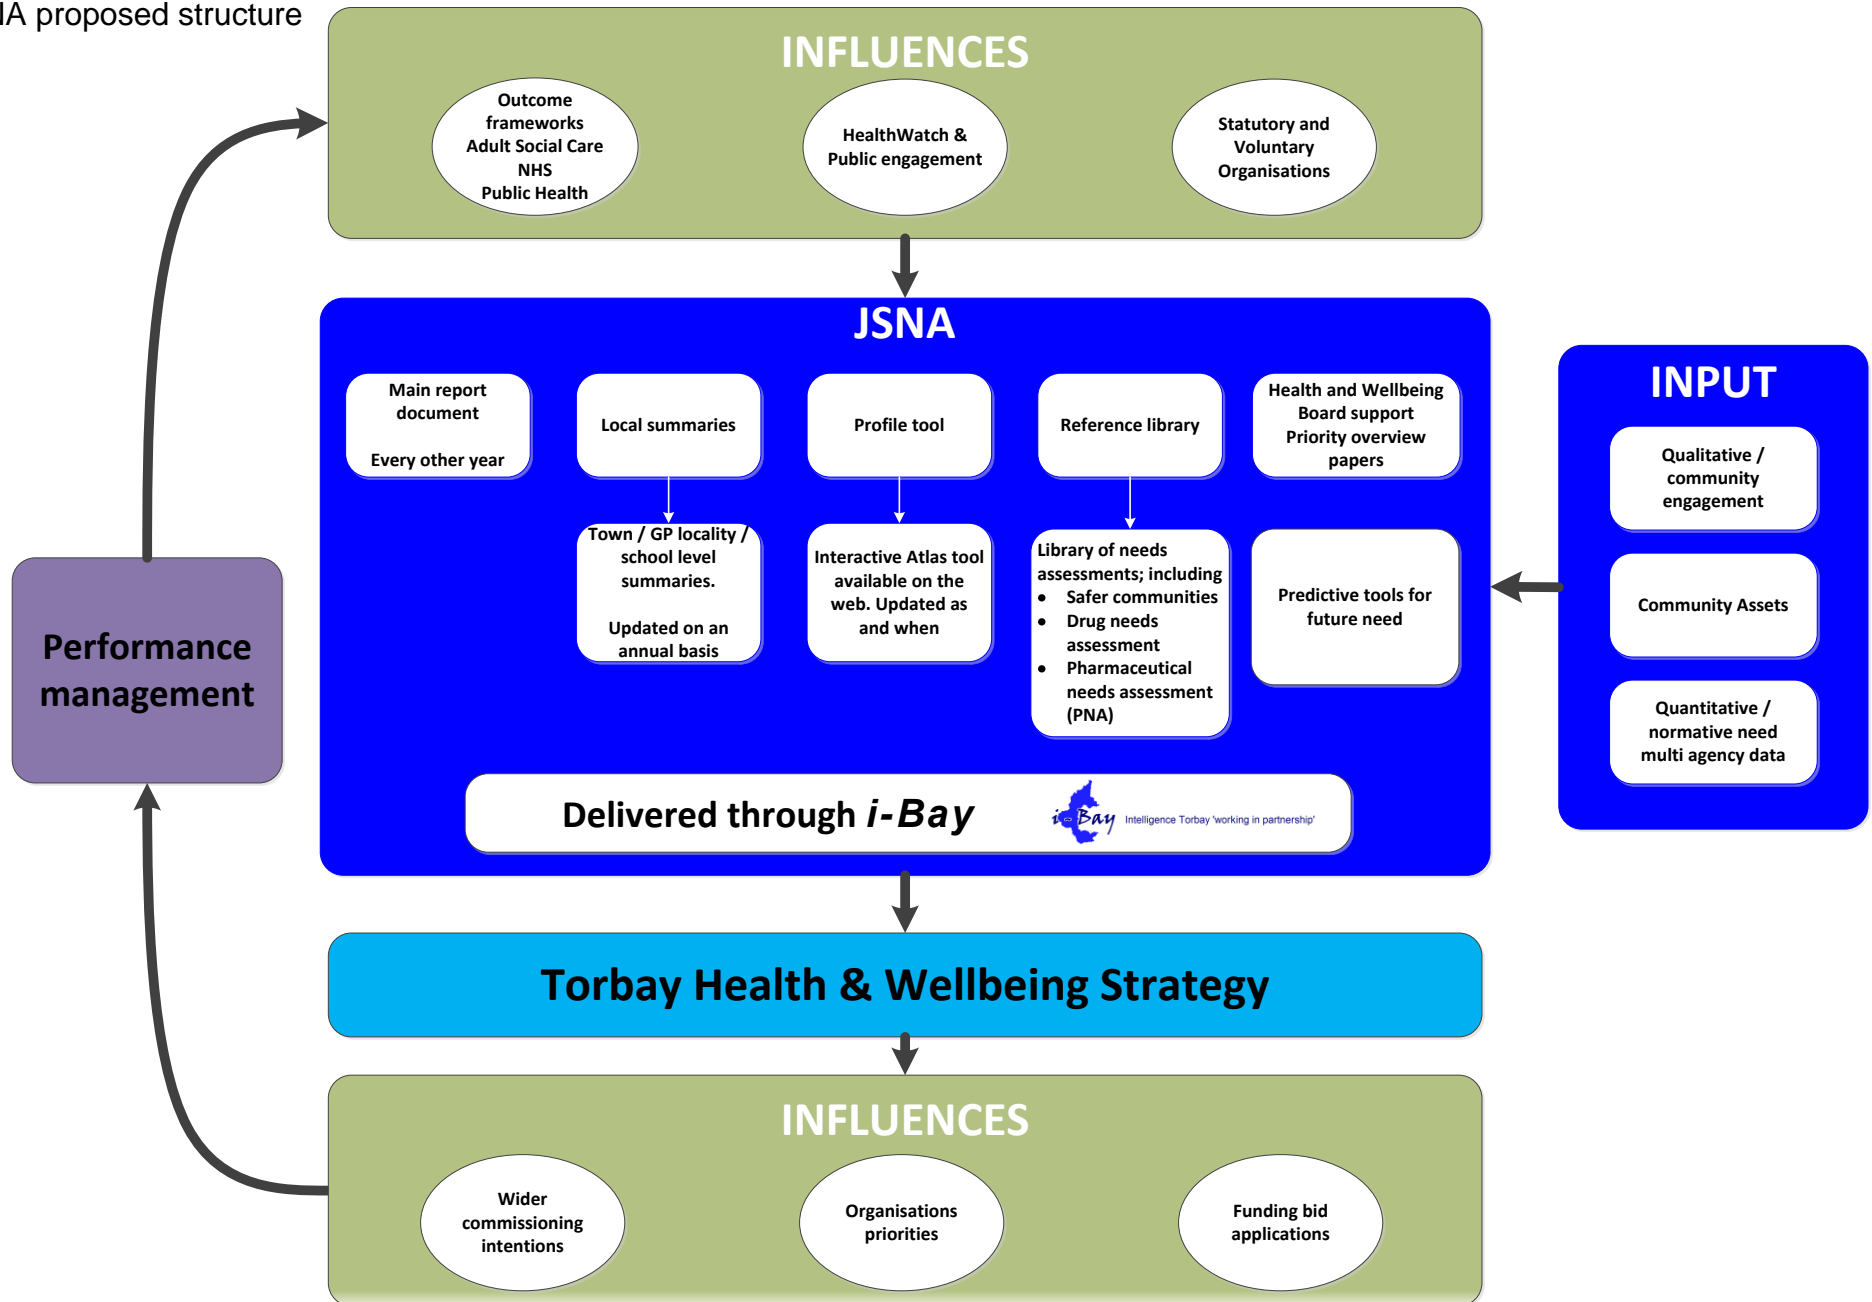 NA proposed structure
INFLUENCES
Outcome
frameworks
Adult Social Care
NHS
Public Health
HealthWatch &
Public engagement
Statutory and
Voluntary
Organisations
JSNA
Main report
document
Every other year
Local summaries
Profile tool
Reference library
Health and Wellbeing
Board support
Priority overview
papers
Town / GP locality /
school level
summaries.
Updated on an
annual basis
Interactive Atlas tool
available on the
web. Updated as
and when
Library of needs
assessments; including
• Safer communities
• Drug needs
assessment
• Pharmaceutical
needs assessment
(PNA)
Predictive tools for
future need
Delivered through i-Bay
i-Bay
Intelligence Torbay 'working in partnership'
INPUT
Qualitative /
community
engagement
Community Assets
Quantitative /
normative need
multi agency data
Performance
management
Torbay Health & Wellbeing Strategy
INFLUENCES
Wider
commissioning
intentions
Organisations
priorities
Funding bid
applications